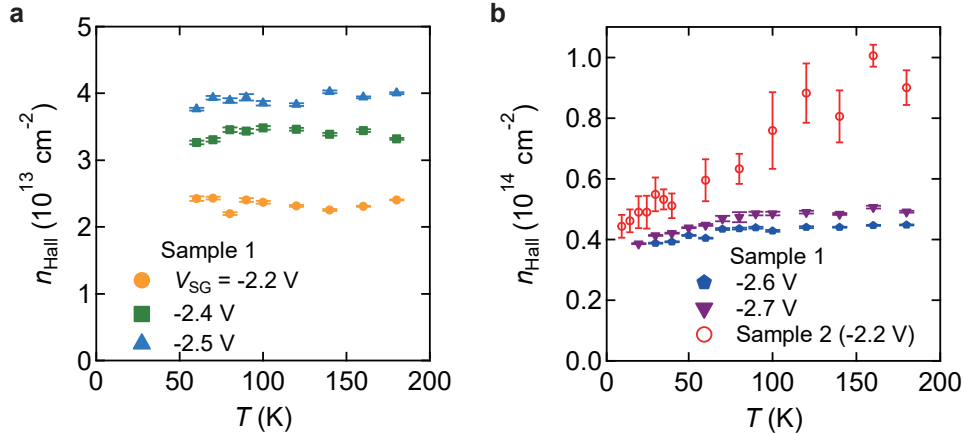 a
5
4
3
2
1
0
n_Hall (10^13 cm^-2)
Sample 1
V_SG = -2.2 V
-2.4 V
-2.5 V
0 50 100 150 200
T (K)
b
1.0
0.8
0.6
0.4
0.2
0.0
n_Hall (10^14 cm^-2)
Sample 1
-2.6 V
-2.7 V
Sample 2 (-2.2 V)
0 50 100 150 200
T (K)